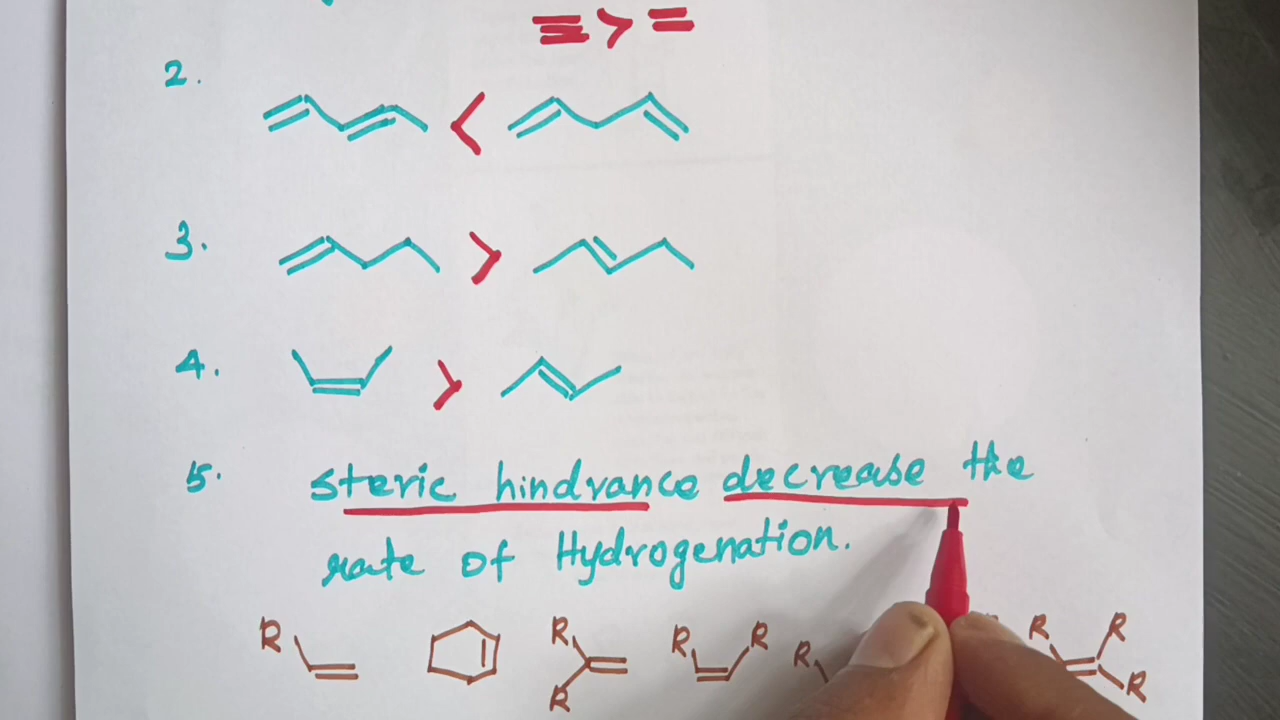 ≡ > =
2.
<
3.
>
4.
>
5. steric hindrance decrease the
rate of Hydrogenation.
R R R R R R R R R